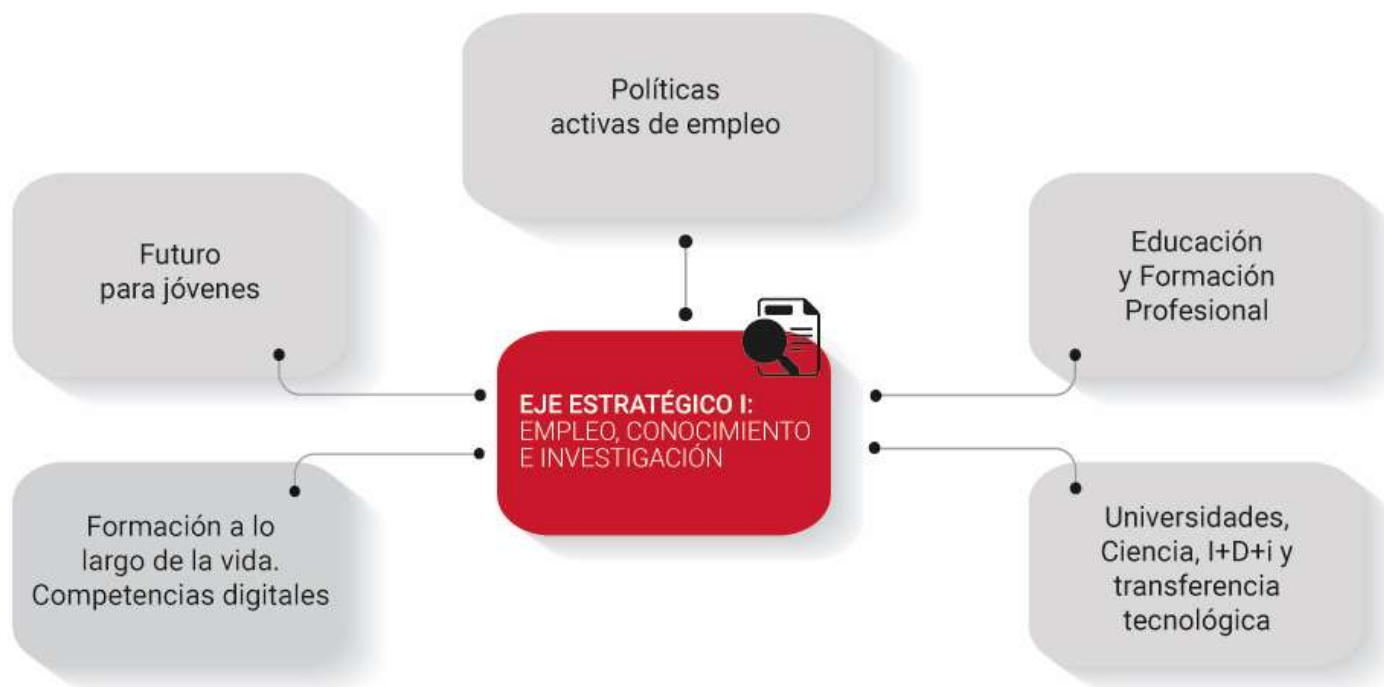 Políticas
activas de empleo
Futuro
para jóvenes
Educación
y Formación
Profesional
EJE ESTRATÉGICO I:
EMPLEO, CONOCIMIENTO
E INVESTIGACIÓN
Formación a lo
largo de la vida.
Competencias digitales
Universidades,
Ciencia, I+D+i y
transferencia
tecnológica